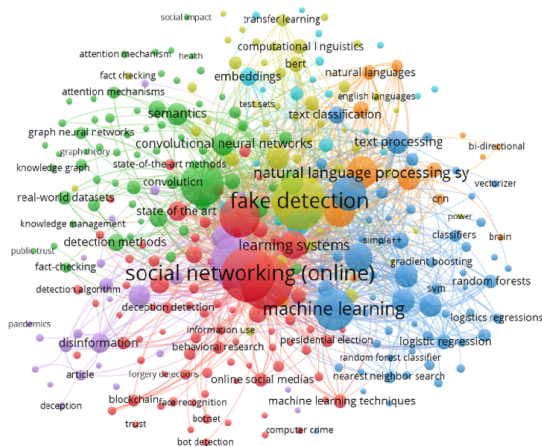 social impact
transfer learning
computational l nguistics
attention mechanism
health
bert
natural languages
fact checking
embeddings
attention mechanisms
test sets
english languages
semantics
text classification
graph neural networks
convolutional neural networks
text processing
bi-directional
graph theory
state-of-the-art methods
knowledge graph
natural language processing sy
convolution
vectorizer
real-world datasets
fake detection
cnn
state of the art
power
knowledge management
classifiers
brain
detection methods
learning systems
simple++
public trust
gradient boosting
fact-checking
social networking (online)
random forests
detection algorithm
svm
deception detection
machine learning
logistics regressions
pandemics
information use
disinformation
behavioral research
presidential election
logistic regression
random forest classifier
article
forgery detections
online social medias
nearest neighbor search
deception
blockchain
face recognition
machine learning techniques
trust
botnet
computer crime
bot detection